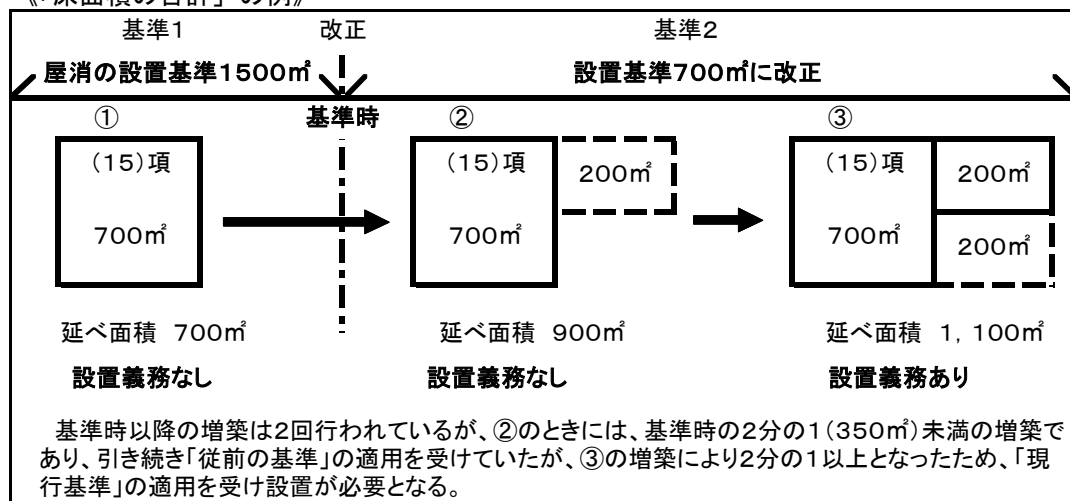 《「床面積の合計」の例》
基準1 改正 基準2
屋消の設置基準1500㎡ 設置基準700㎡に改正
① 基準時 ② ③
(15)項 (15)項 200㎡ (15)項 200㎡
700㎡ 700㎡ 700㎡ 200㎡
延べ面積 700㎡ 延べ面積 900㎡ 延べ面積 1,100㎡
設置義務なし 設置義務なし 設置義務あり
基準時以降の増築は2回行われているが、②のときには、基準時の2分の1(350㎡)未満の増築で
あり、引き続き「従前の基準」の適用を受けていたが、③の増築により2分の1以上となったため、「現
行基準」の適用を受け設置が必要となる。